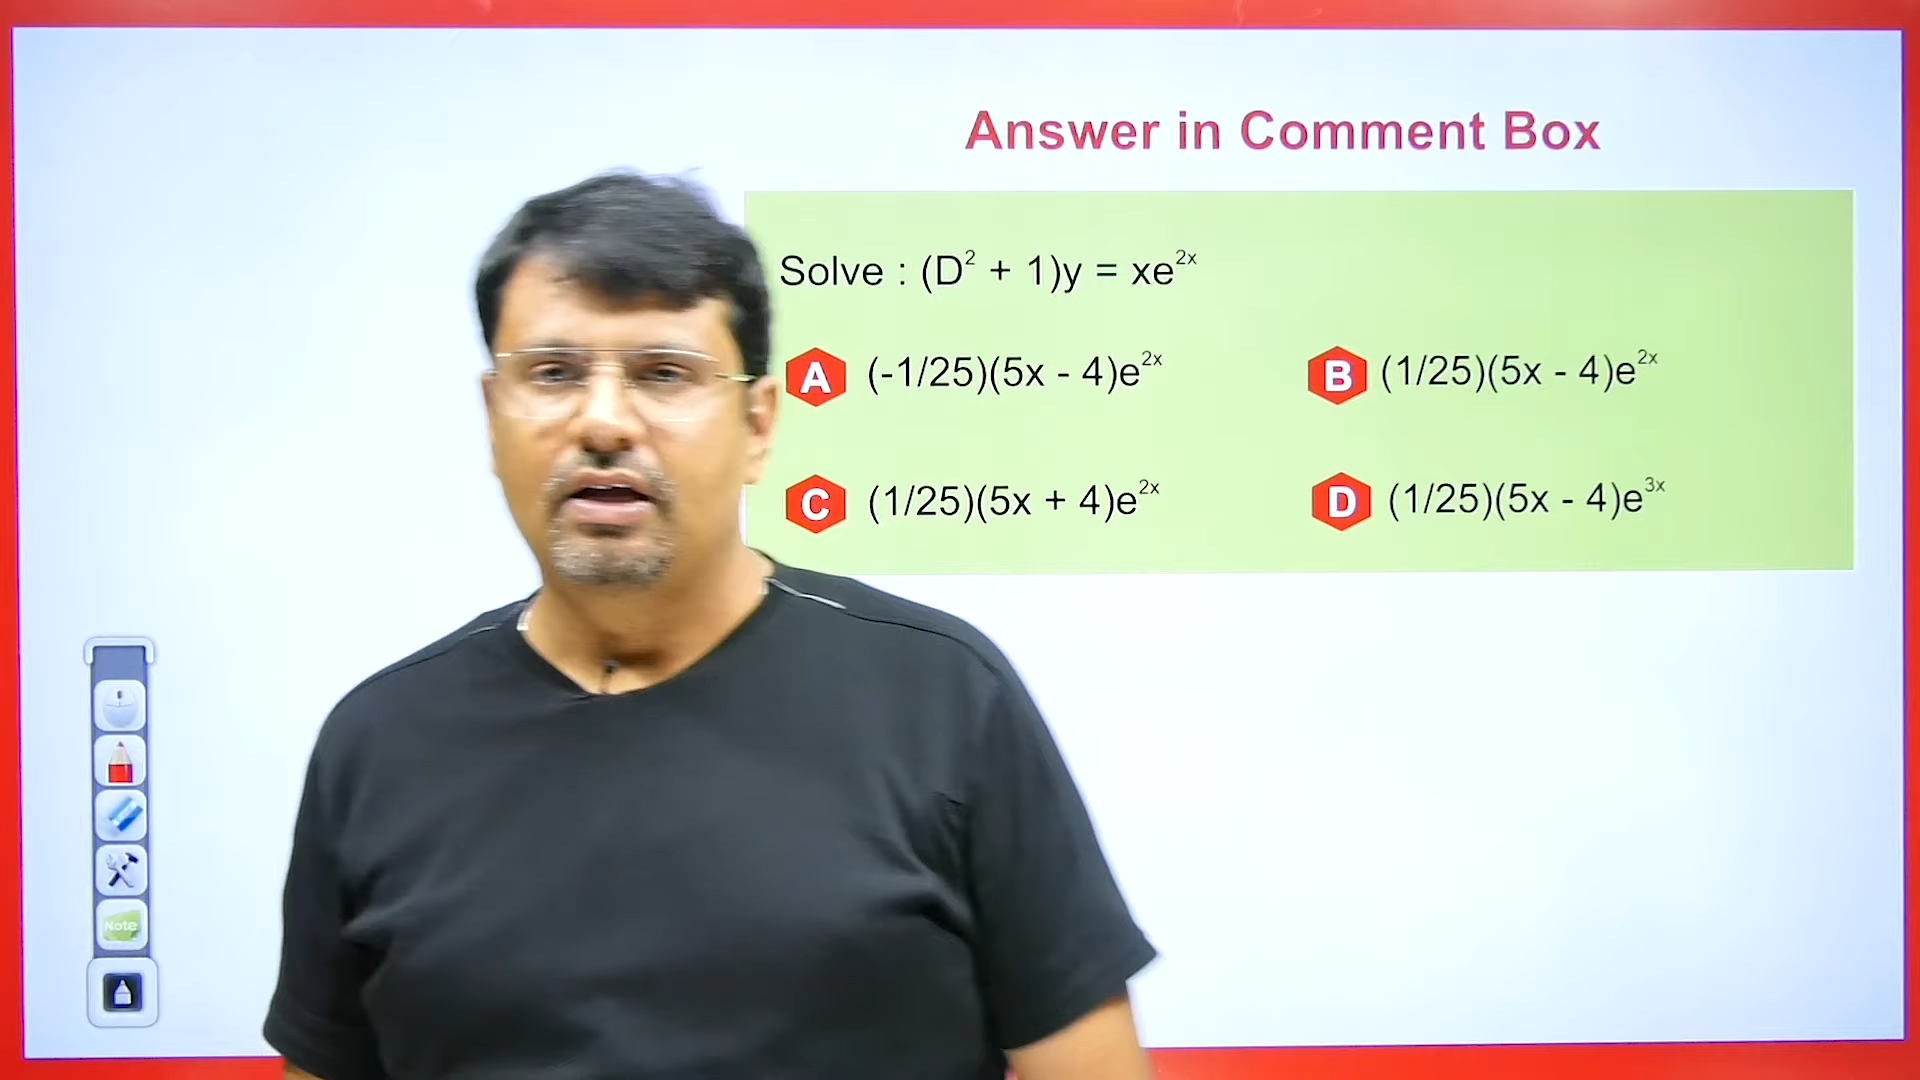 Answer in Comment Box
Solve : (D² + 1)y = xe²ˣ
A (-1/25)(5x - 4)e²ˣ
B (1/25)(5x - 4)e²ˣ
C (1/25)(5x + 4)e²ˣ
D (1/25)(5x - 4)e³ˣ
Note